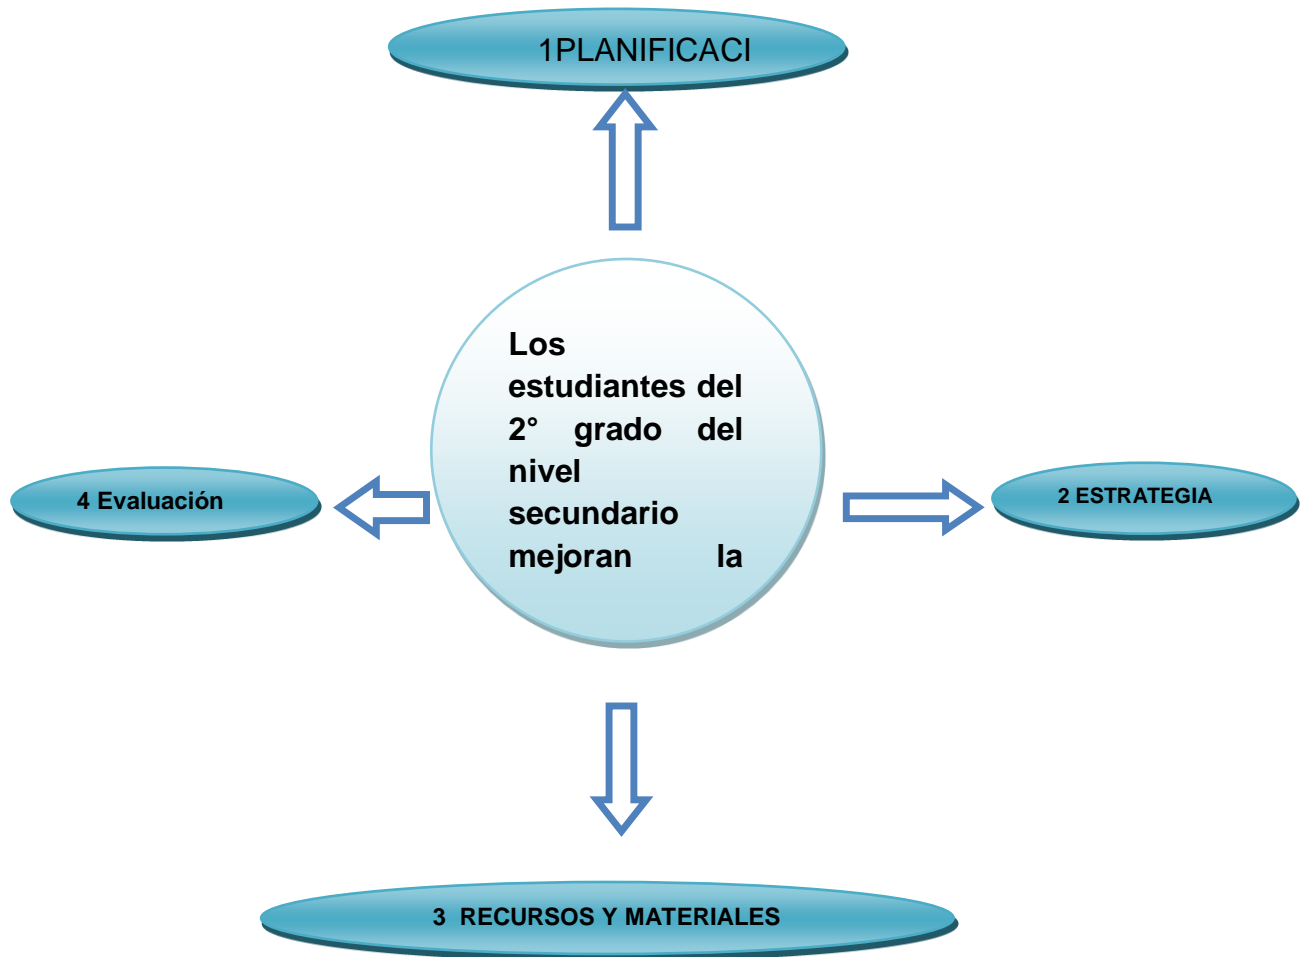 1PLANIFICACI
Los
estudiantes del
2° grado del
nivel
secundario
mejoran la
4 Evaluación
2 ESTRATEGIA
3 RECURSOS Y MATERIALES